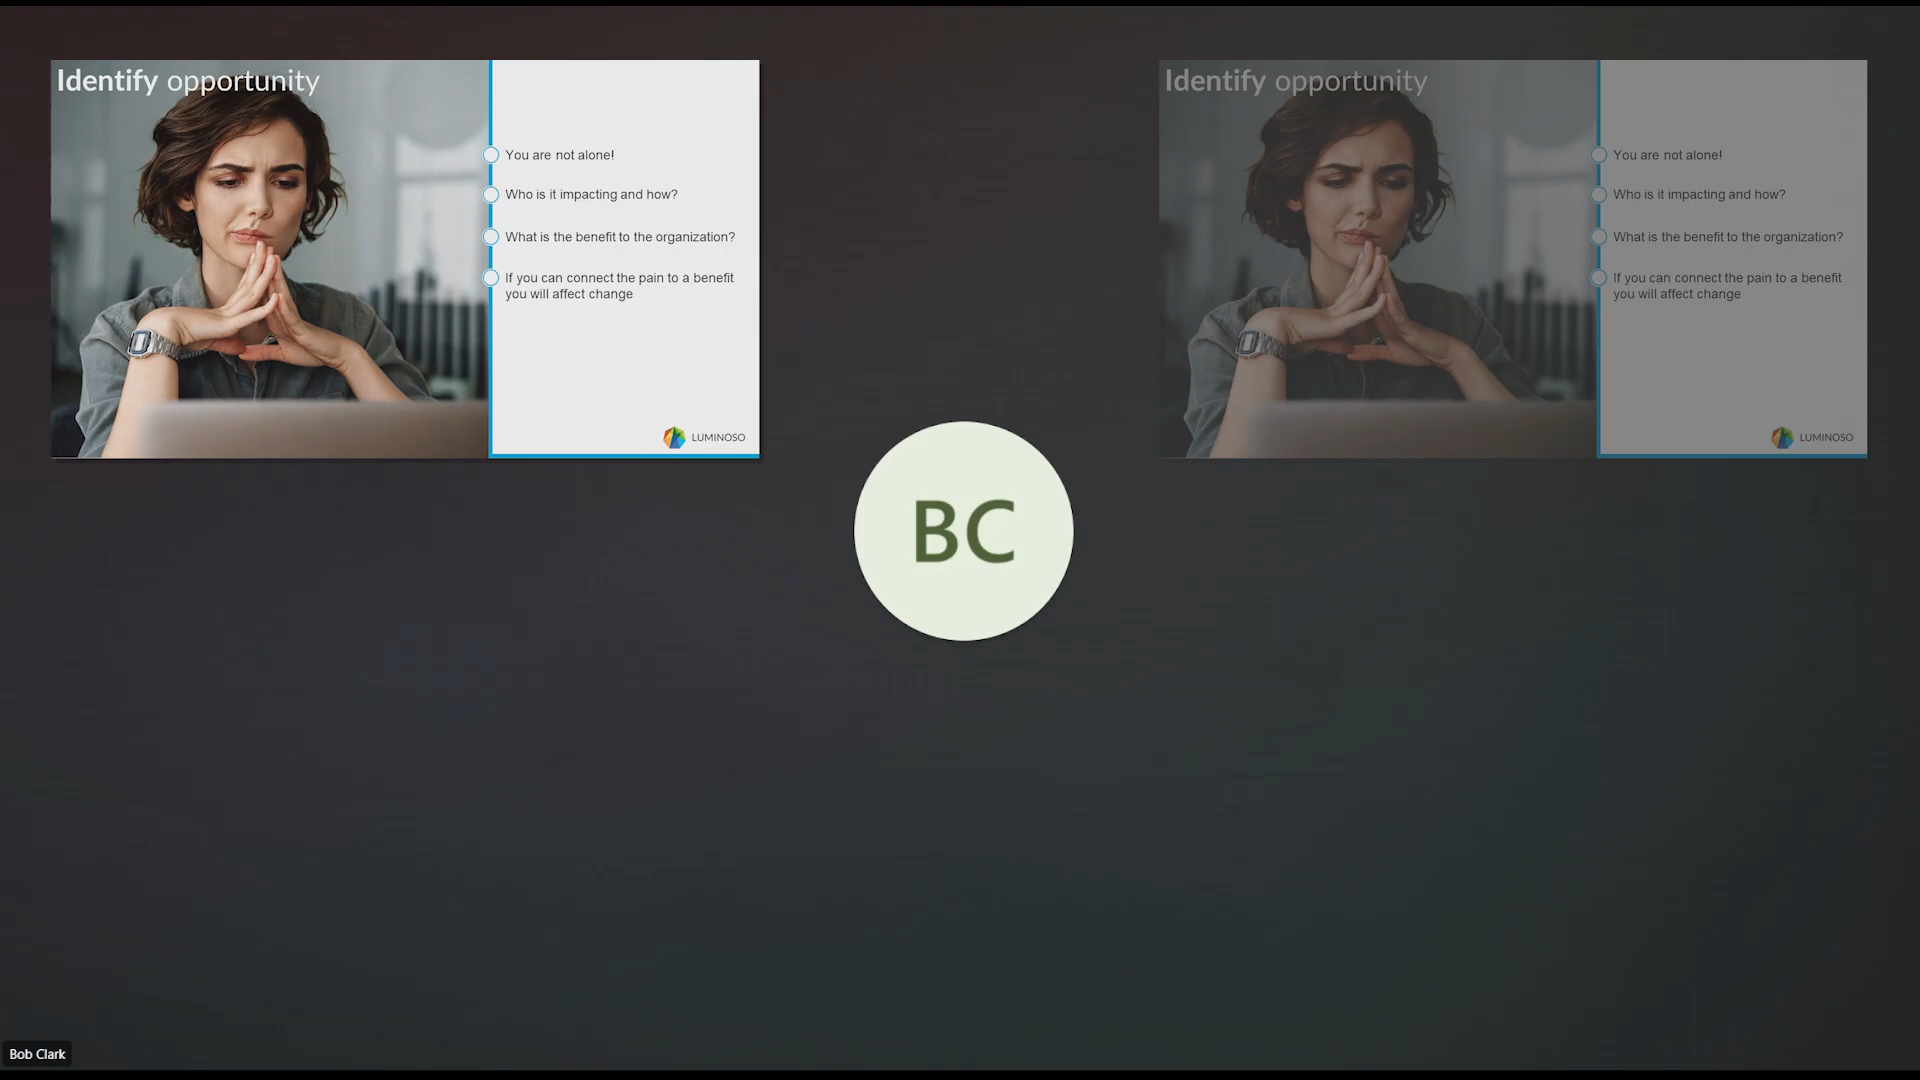 Identify opportunity
You are not alone!
Who is it impacting and how?
What is the benefit to the organization?
If you can connect the pain to a benefit
you will affect change
LUMINOSO
Identify opportunity
You are not alone!
Who is it impacting and how?
What is the benefit to the organization?
If you can connect the pain to a benefit
you will affect change
LUMINOSO
BC
Bob Clark